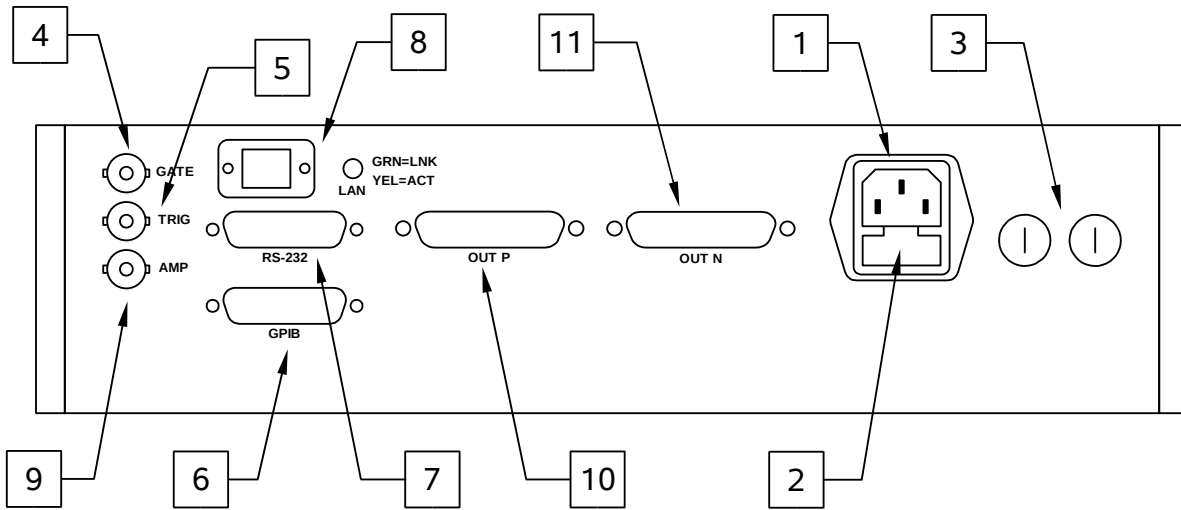 4
5
8
11
1
3
GATE
GRN=LNK
YEL=ACT
LAN
TRIG
RS-232
OUT P
OUT N
AMP
GPIB
9
6
7
10
2